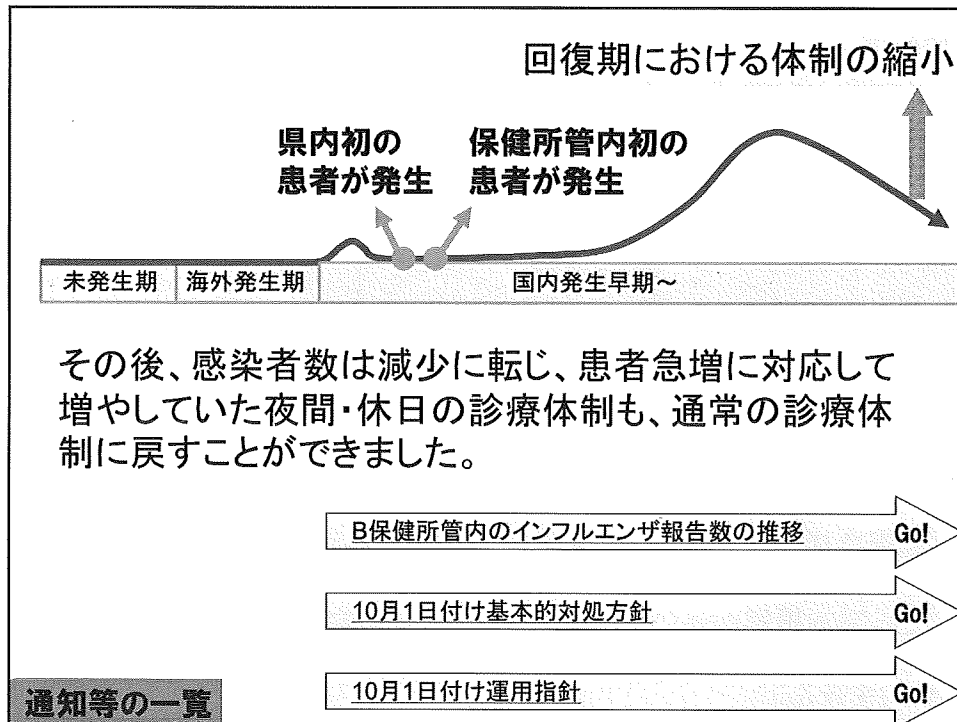 回復期における体制の縮小
県内初の
患者が発生
保健所管内初の
患者が発生
未発生期
海外発生期
国内発生早期～
その後、感染者数は減少に転じ、患者急増に対応して
増やしていた夜間・休日の診療体制も、通常の診療体
制に戻すことができました。
B保健所管内のインフルエンザ報告数の推移
Go!
10月1日付け基本的対処方針
Go!
10月1日付け運用指針
Go!
通知等の一覧